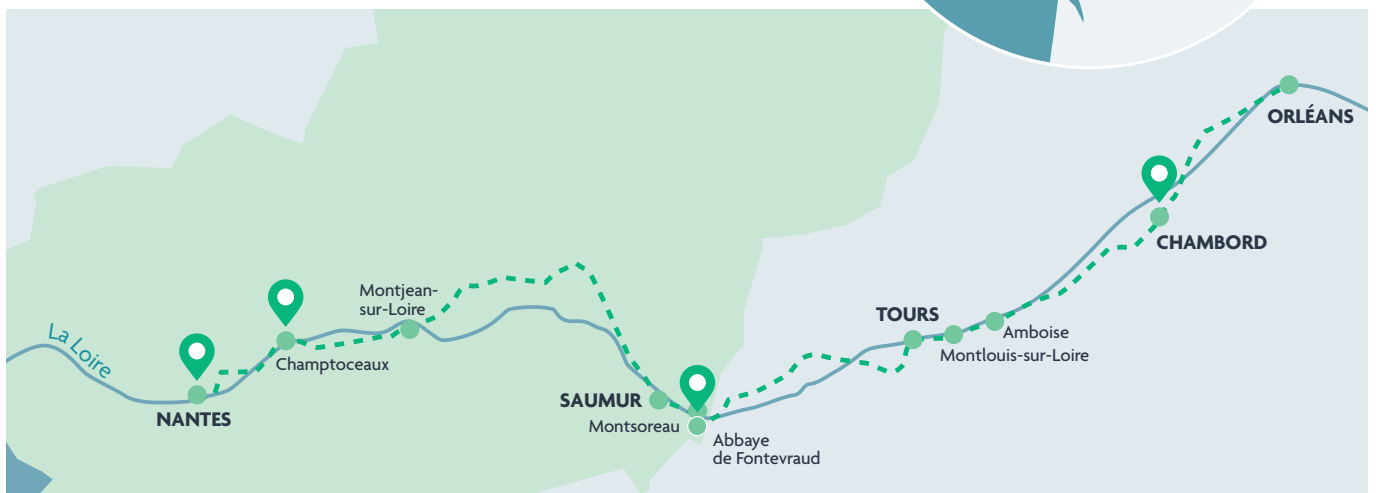 ORLÉANS
CHAMBORD
Montjean-
sur-Loire
TOURS
La Loire
Amboise
Montlouis-sur-Loire
Champtoceaux
SAUMUR
NANTES
Montsoreau
Abbaye
de Fontevraud